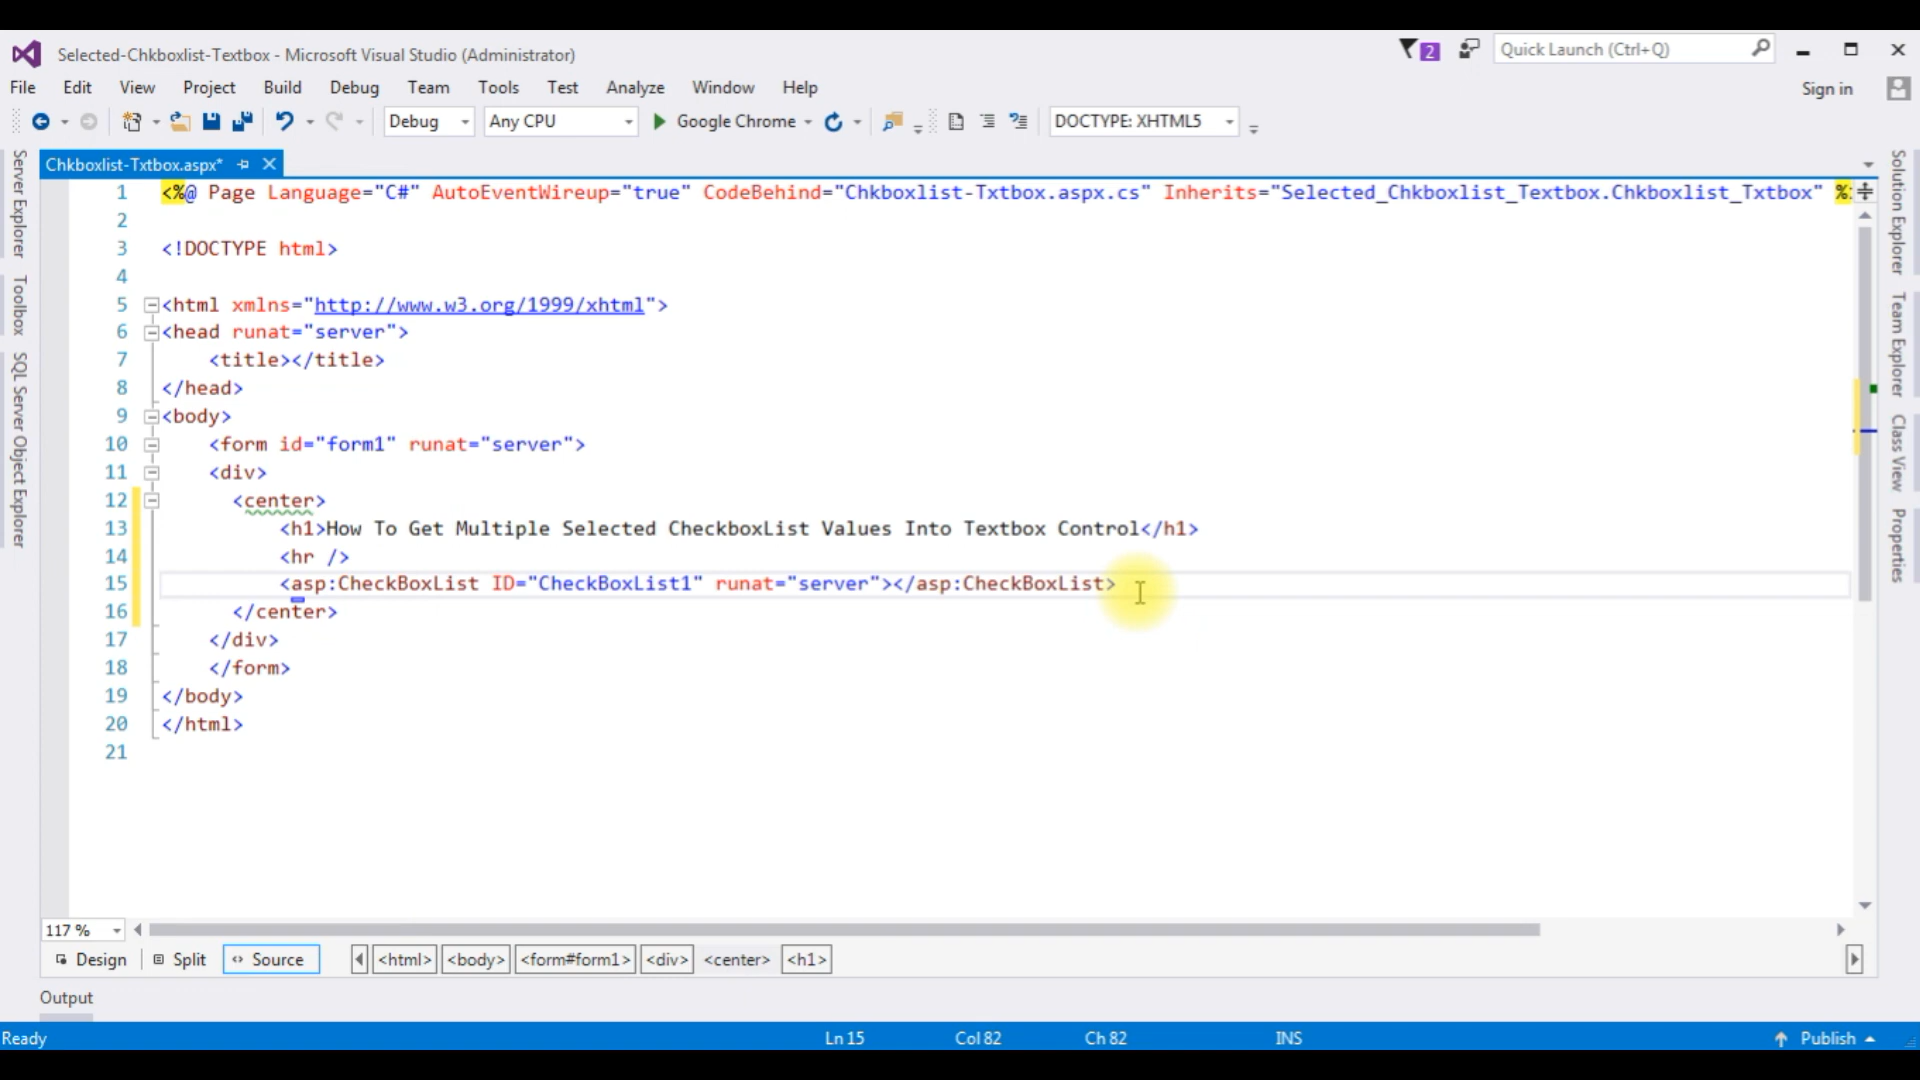 Selected-Chkboxlist-Textbox - Microsoft Visual Studio (Administrator)
2
Quick Launch (Ctrl+Q)
File Edit View Project Build Debug Team Tools Test Analyze Window Help
Sign in
Debug
Any CPU
Google Chrome
DOCTYPE: XHTML5
Server Explorer
Toolbox
SQL Server Object Explorer
Chkboxlist-Txtbox.aspx*
1 <%@ Page Language="C#" AutoEventWireup="true" CodeBehind="Chkboxlist-Txtbox.aspx.cs" Inherits="Selected_Chkboxlist_Textbox.Chkboxlist_Txtbox" %
2
3 <!DOCTYPE html>
4
5 <html xmlns="http://www.w3.org/1999/xhtml">
6 <head runat="server">
7 <title></title>
8 </head>
9 <body>
10 <form id="form1" runat="server">
11 <div>
12 <center>
13 <h1>How To Get Multiple Selected CheckboxList Values Into Textbox Control</h1>
14 <hr />
15 <asp:CheckBoxList ID="CheckBoxList1" runat="server"></asp:CheckBoxList>
16 </center>
17 </div>
18 </form>
19 </body>
20 </html>
21
Solution Explorer
Team Explorer
Class View
Properties
117 %
Design Split Source <html> <body> <form#form1> <div> <center> <h1>
Output
Ready Ln 15 Col 82 Ch 82 INS Publish